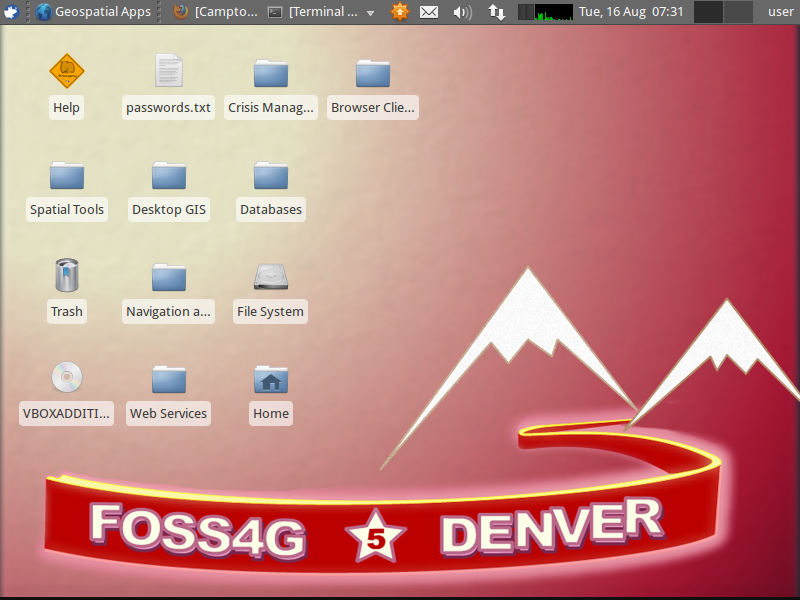 Geospatial Apps
[Campto...
[Terminal ...
Tue, 16 Aug 07:31
user
Help
passwords.txt
Crisis Manag...
Browser Clie...
Spatial Tools
Desktop GIS
Databases
Trash
Navigation a...
File System
VBOXADDITI...
Web Services
Home
FOSS4G 5 DENVER